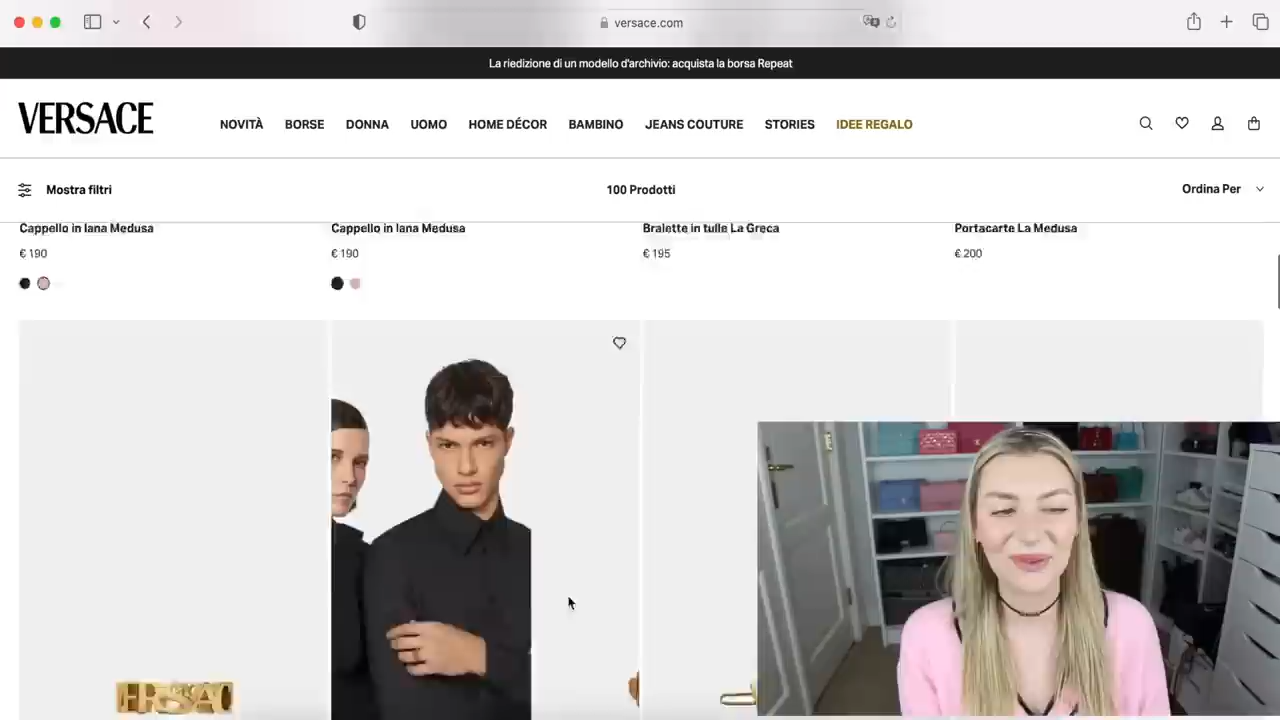 versace.com
La riedizione di un modello d'archivio: acquista la borsa Repeat
VERSACE
NOVITÀ BORSE DONNA UOMO HOME DÉCOR BAMBINO JEANS COUTURE STORIES IDEE REGALO
Mostra filtri 100 Prodotti Ordina Per
Cappello in lana Medusa Cappello in lana Medusa Bralette in tulle La Greca Portacarte La Medusa
€ 190 € 190 € 195 € 200